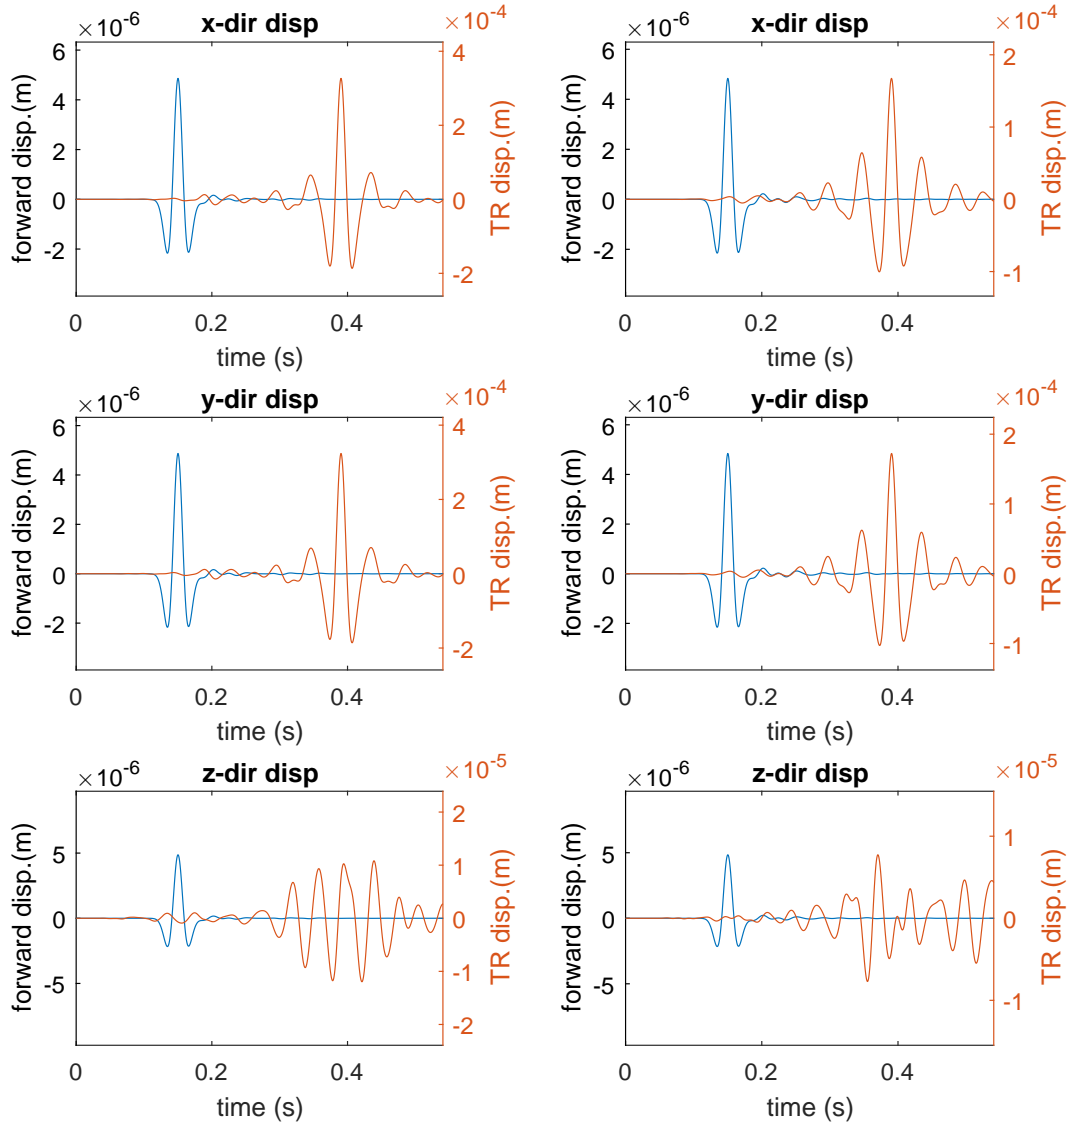 ×10^-6 x-dir disp ×10^-4
forward disp.(m)
6
4
2
0
-2
TR disp.(m)
4
2
0
-2
0 0.2 0.4
time (s)
×10^-6 x-dir disp ×10^-4
forward disp.(m)
6
4
2
0
-2
TR disp.(m)
2
1
0
-1
0 0.2 0.4
time (s)
×10^-6 y-dir disp ×10^-4
forward disp.(m)
6
4
2
0
-2
TR disp.(m)
4
2
0
-2
0 0.2 0.4
time (s)
×10^-6 y-dir disp ×10^-4
forward disp.(m)
6
4
2
0
-2
TR disp.(m)
2
1
0
-1
0 0.2 0.4
time (s)
×10^-6 z-dir disp ×10^-5
forward disp.(m)
5
0
-5
TR disp.(m)
2
1
0
-1
-2
0 0.2 0.4
time (s)
×10^-6 z-dir disp ×10^-5
forward disp.(m)
5
0
-5
TR disp.(m)
1
0
-1
0 0.2 0.4
time (s)